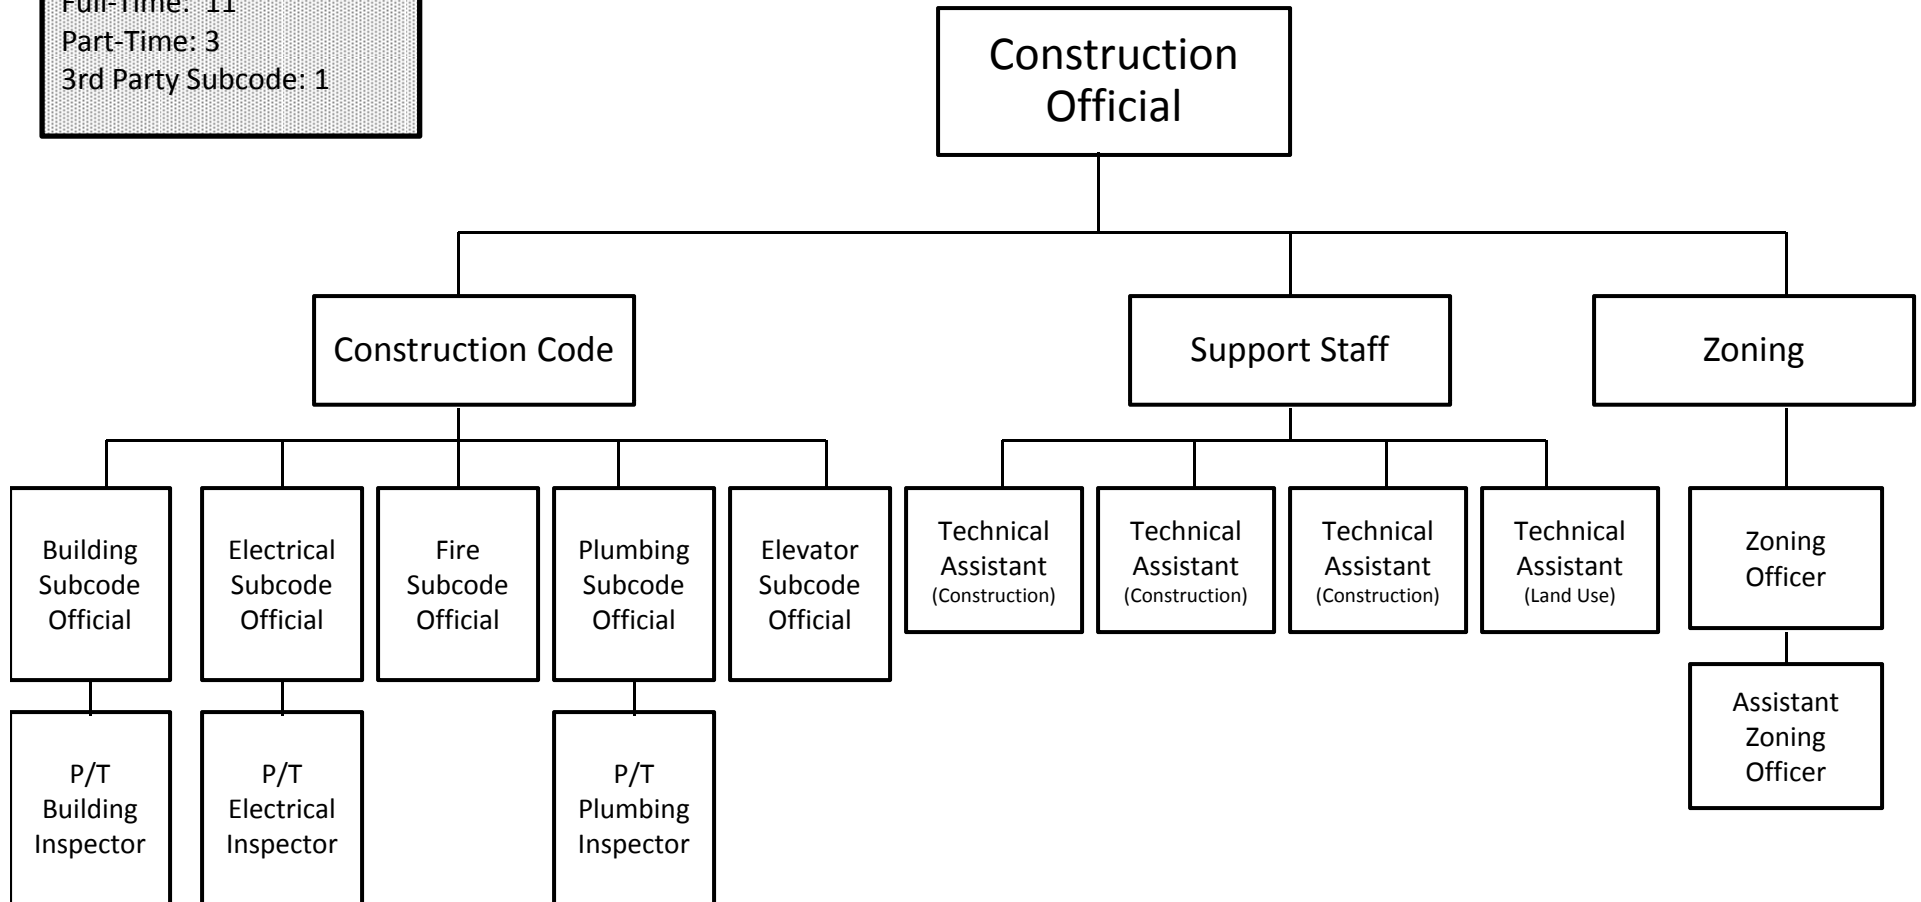 Full-Time: 11
Part-Time: 3
3rd Party Subcode: 1
Construction
Official
Construction Code
Support Staff
Zoning
Building
Subcode
Official
Electrical
Subcode
Official
Fire
Subcode
Official
Plumbing
Subcode
Official
Elevator
Subcode
Official
Technical
Assistant
(Construction)
Technical
Assistant
(Construction)
Technical
Assistant
(Construction)
Technical
Assistant
(Land Use)
Zoning
Officer
P/T
Building
Inspector
P/T
Electrical
Inspector
P/T
Plumbing
Inspector
Assistant
Zoning
Officer